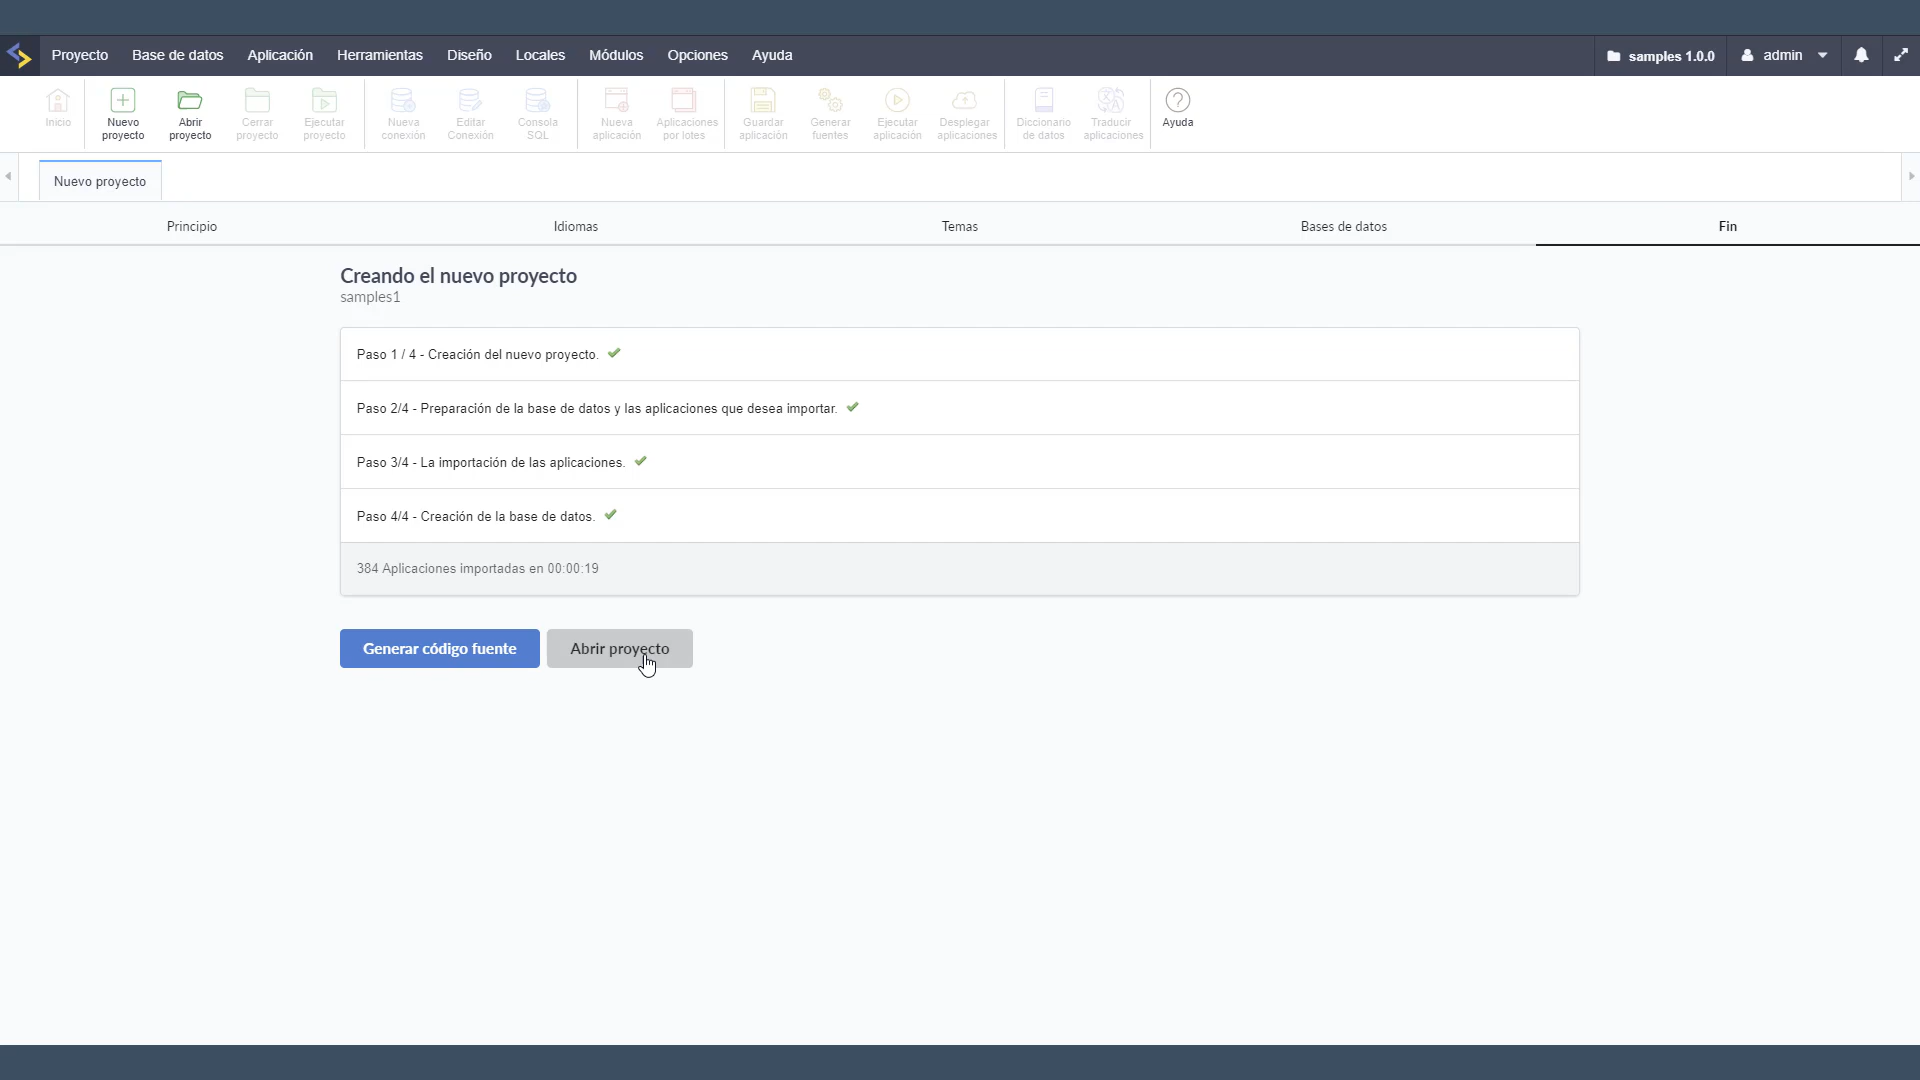 Proyecto Base de datos Aplicación Herramientas Diseño Locales Módulos Opciones Ayuda samples 1.0.0 admin
Inicio
Nuevo
proyecto
Abrir
proyecto
Cerrar
proyecto
Ejecutar
proyecto
Nueva
conexión
Editar
Conexión
Consola
SQL
Nueva
aplicación
Aplicaciones
por lotes
Guardar
aplicación
Generar
fuentes
Ejecutar
aplicación
Desplegar
aplicaciones
Diccionario
de datos
Traducir
aplicaciones
Ayuda
Nuevo proyecto
Principio Idiomas Temas Bases de datos Fin
Creando el nuevo proyecto
samples1
Paso 1 / 4 - Creación del nuevo proyecto.
Paso 2/4 - Preparación de la base de datos y las aplicaciones que desea importar.
Paso 3/4 - La importación de las aplicaciones.
Paso 4/4 - Creación de la base de datos.
384 Aplicaciones importadas en 00:00:19
Generar código fuente Abrir proyecto